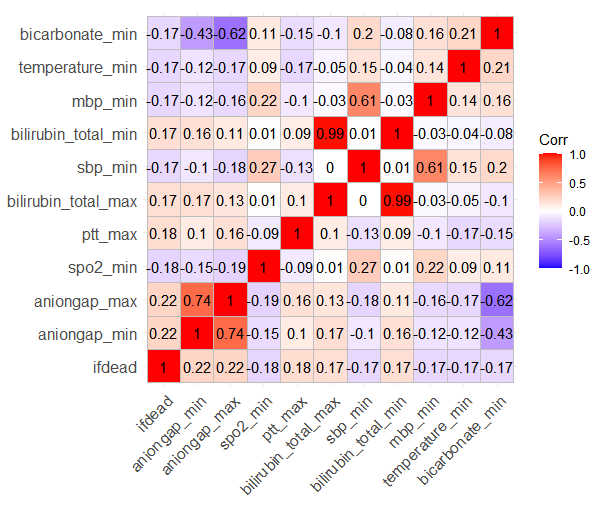 bicarbonate_min -0.17 -0.43 -0.62 0.11 -0.15 -0.1 0.2 -0.08 0.16 0.21 1
temperature_min -0.17 -0.12 -0.17 0.09 -0.17 -0.05 0.15 -0.04 0.14 1 0.21
mbp_min -0.17 -0.12 -0.16 0.22 -0.1 -0.03 0.61 -0.03 1 0.14 0.16
bilirubin_total_min 0.17 0.16 0.11 0.01 0.09 0.99 0.01 1 -0.03 -0.04 -0.08
sbp_min -0.17 -0.1 -0.18 0.27 -0.13 0 1 0.01 0.61 0.15 0.2
bilirubin_total_max 0.17 0.17 0.13 0.01 0.1 1 0 0.99 -0.03 -0.05 -0.1
ptt_max 0.18 0.1 0.16 -0.09 1 0.1 -0.13 0.09 -0.1 -0.17 -0.15
spo2_min -0.18 -0.15 -0.19 1 -0.09 0.01 0.27 0.01 0.22 0.09 0.11
aniongap_max 0.22 0.74 1 -0.19 0.16 0.13 -0.18 0.11 -0.16 -0.17 -0.62
aniongap_min 0.22 1 0.74 -0.15 0.1 0.17 -0.1 0.16 -0.12 -0.12 -0.43
ifdead 1 0.22 0.22 -0.18 0.18 0.17 -0.17 0.17 -0.17 -0.17 -0.17
ifdead
aniongap_min
aniongap_max
spo2_min
ptt_max
bilirubin_total_max
sbp_min
bilirubin_total_min
mbp_min
temperature_min
bicarbonate_min
Corr
1.0
0.5
0.0
-0.5
-1.0